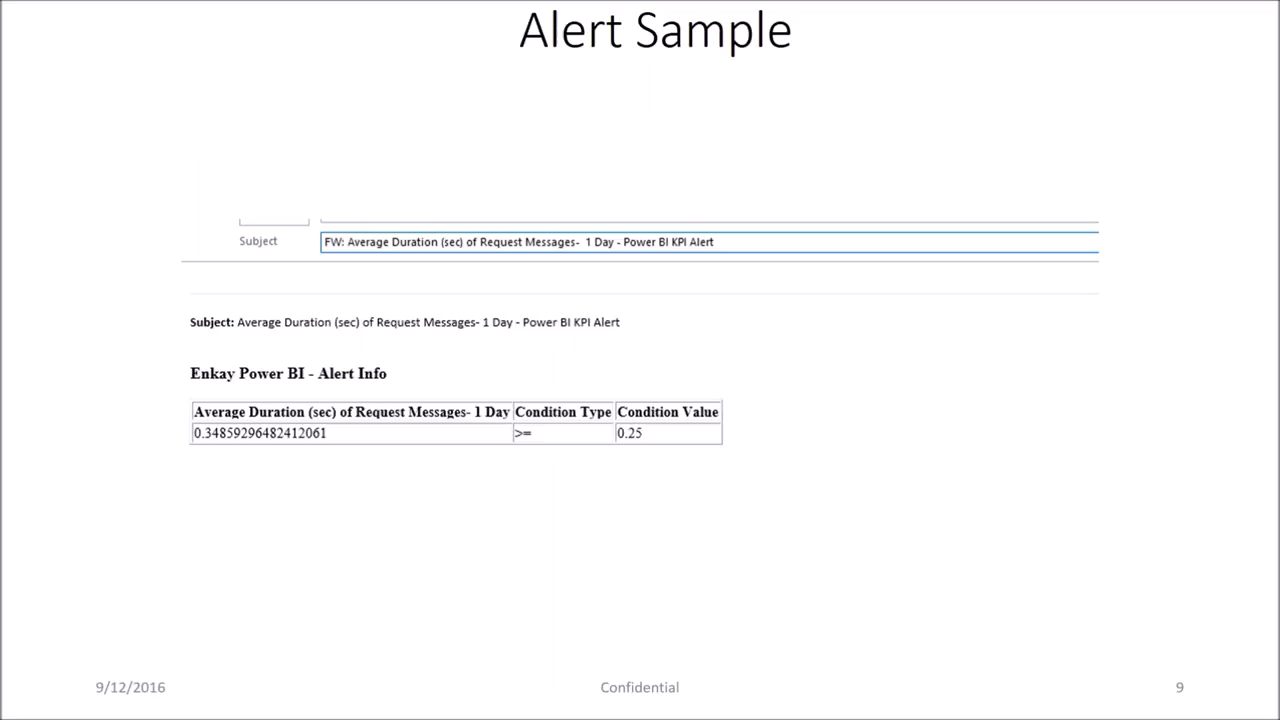 Alert Sample
Subject FW: Average Duration (sec) of Request Messages-  1 Day - Power BI KPI Alert
Subject: Average Duration (sec) of Request Messages- 1 Day - Power BI KPI Alert
Enkay Power BI - Alert Info
Average Duration (sec) of Request Messages- 1 Day Condition Type Condition Value
0.34859296482412061 >= 0.25
9/12/2016 Confidential 9